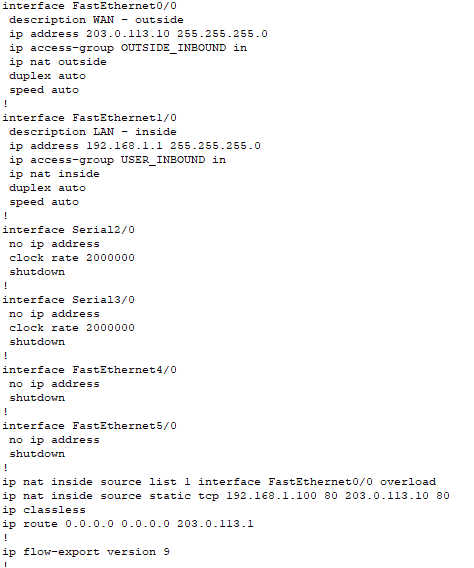 interface FastEthernet0/0
 description WAN - outside
 ip address 203.0.113.10 255.255.255.0
 ip access-group OUTSIDE_INBOUND in
 ip nat outside
 duplex auto
 speed auto
!
interface FastEthernet1/0
 description LAN - inside
 ip address 192.168.1.1 255.255.255.0
 ip access-group USER_INBOUND in
 ip nat inside
 duplex auto
 speed auto
!
interface Serial2/0
 no ip address
 clock rate 2000000
 shutdown
!
interface Serial3/0
 no ip address
 clock rate 2000000
 shutdown
!
interface FastEthernet4/0
 no ip address
 shutdown
!
interface FastEthernet5/0
 no ip address
 shutdown
!
ip nat inside source list 1 interface FastEthernet0/0 overload
ip nat inside source static tcp 192.168.1.100 80 203.0.113.10 80
ip classless
ip route 0.0.0.0 0.0.0.0 203.0.113.1
!
ip flow-export version 9
!